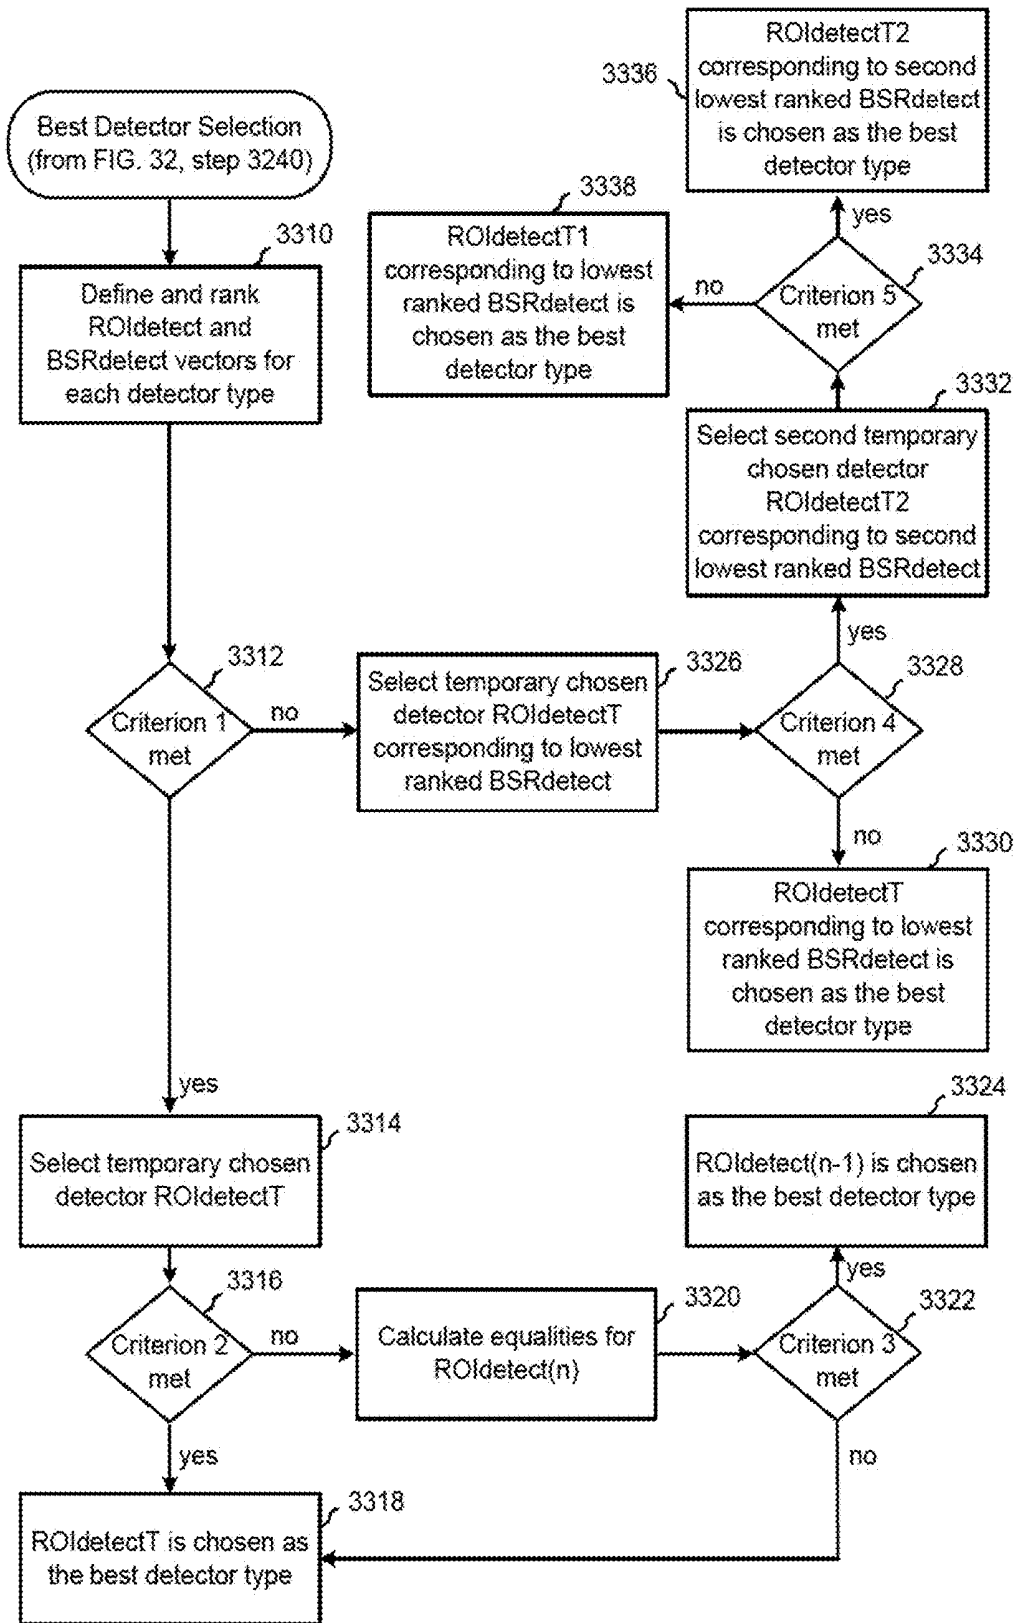 Best Detector Selection
(from FIG. 32, step 3240)
3310
Define and rank
ROIdetect and
BSRdetect vectors for
each detector type
3312
Criterion 1
met
no
yes
3326
Select temporary chosen
detector ROIdetectT
corresponding to lowest
ranked BSRdetect
3328
Criterion 4
met
yes
no
3330
ROIdetectT
corresponding to lowest
ranked BSRdetect is
chosen as the best
detector type
3332
Select second temporary
chosen detector
ROIdetectT2
corresponding to second
lowest ranked BSRdetect
3334
Criterion 5
met
yes
no
3336
ROIdetectT2
corresponding to second
lowest ranked BSRdetect
is chosen as the best
detector type
3338
ROIdetectT1
corresponding to lowest
ranked BSRdetect is
chosen as the best
detector type
3314
Select temporary chosen
detector ROIdetectT
3316
Criterion 2
met
no
yes
3320
Calculate equalities for
ROIdetect(n)
3322
Criterion 3
met
yes
no
3324
ROIdetect(n-1) is chosen
as the best detector type
3318
ROIdetectT is chosen as
the best detector type